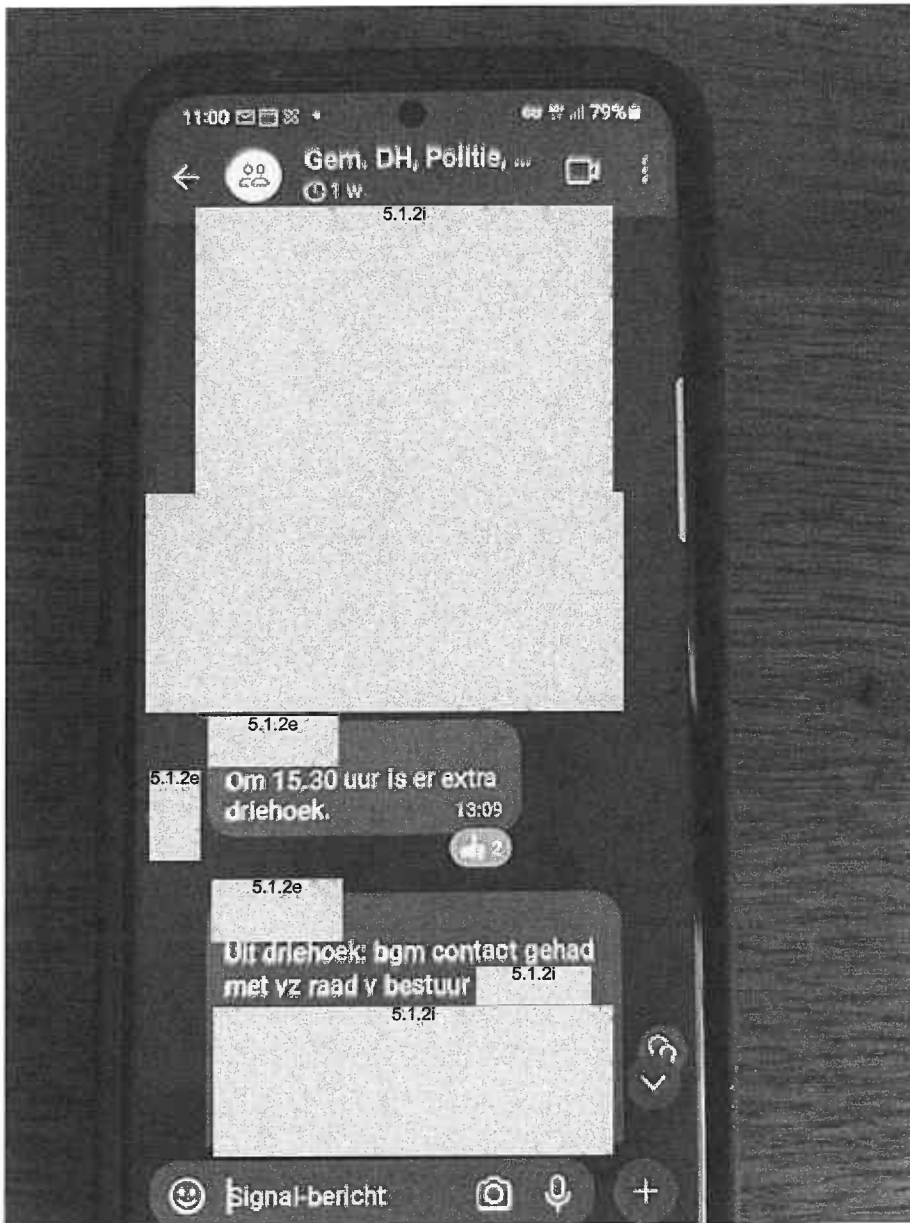 11:00 79%
Gem. DH, Politie, ...
1 w.
5.1.2i
5.1.2e
5.1.2e
Om 15.30 uur is er extra
driehoek. 13:09
2
5.1.2e
Uit driehoek: bgm contact gehad
met vz raad v bestuur 5.1.2i
5.1.2i
Signal-bericht